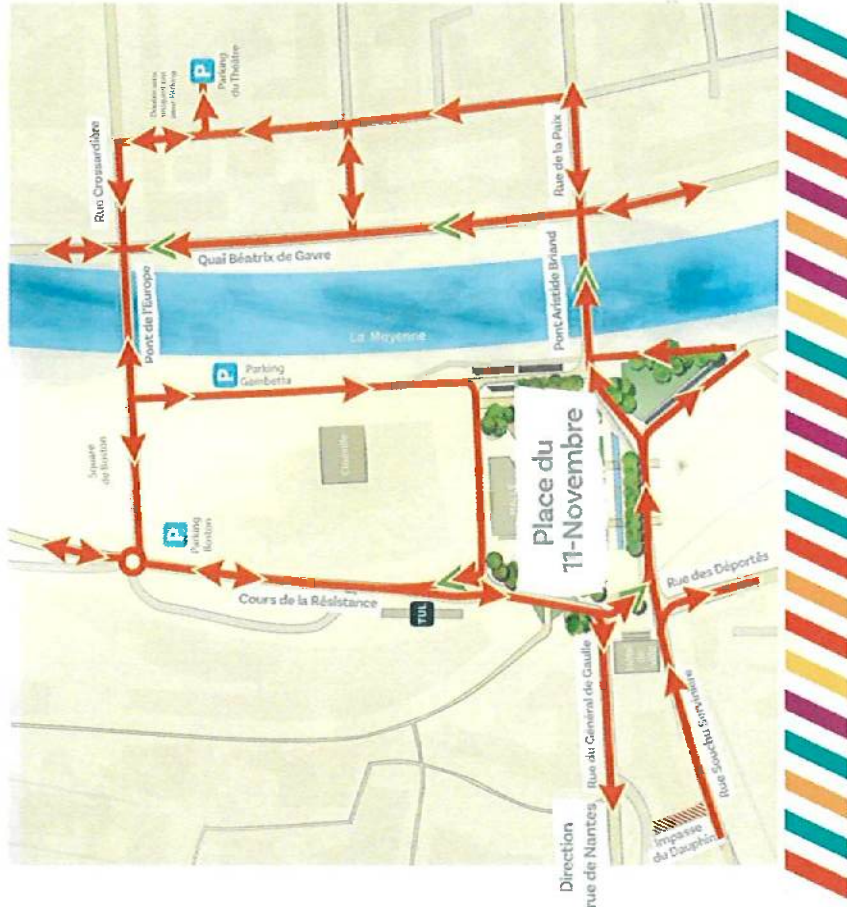 Rue Crossardière
P
Parking
du Théâtre
Rue de la Paix
Quai Béatrix de Gavre
Pont de l'Europe
La Mayenne
Pont Aristide Briand
P
Parking
Gambetta
Square
de Boston
P
Parking
Boston
Place du
11-Novembre
Cours de la Résistance
TUL
Rue des Déportés
Rue du Général de Gaulle
Rue Souchu Servinière
Impasse
du Dauphin
Direction
rue de Nantes